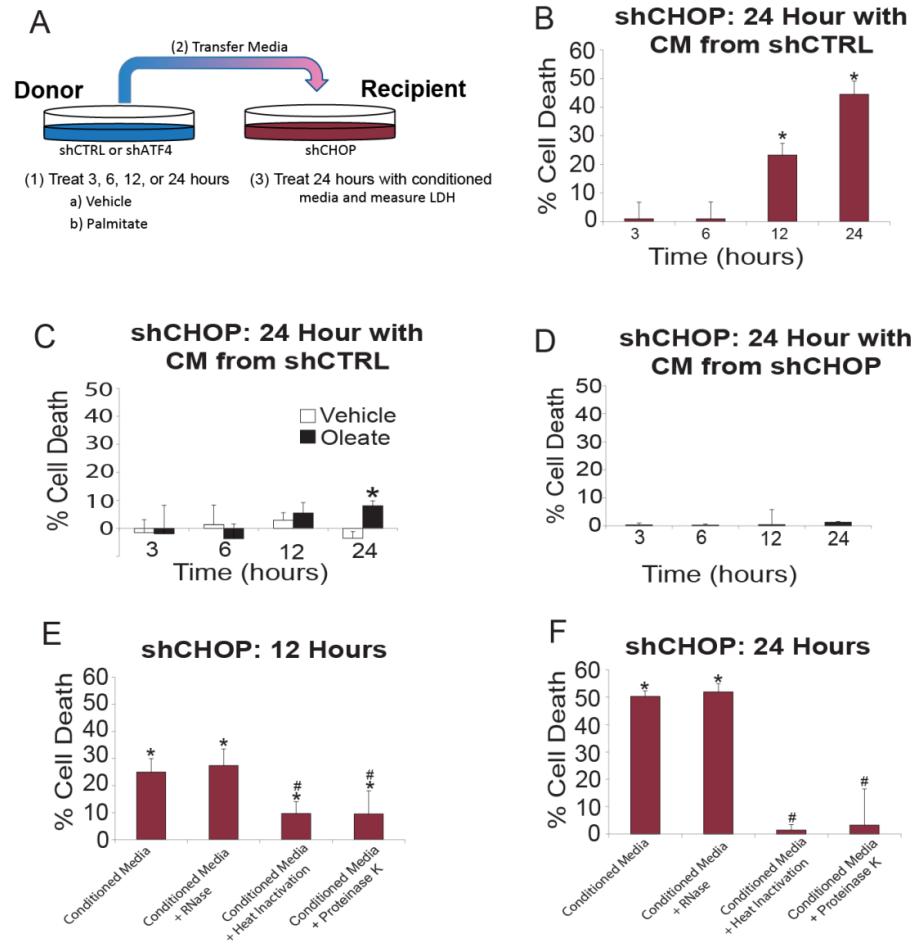 A
(2) Transfer Media
Donor
Recipient
shCTRL or shATF4
shCHOP
(1) Treat 3, 6, 12, or 24 hours
a) Vehicle
b) Palmitate
(3) Treat 24 hours with conditioned
media and measure LDH
B
shCHOP: 24 Hour with
CM from shCTRL
% Cell Death
60
50
40
30
20
10
0
*
*
3 6 12 24
Time (hours)
C
shCHOP: 24 Hour with
CM from shCTRL
% Cell Death
50
40
30
20
10
0
Vehicle
Oleate
*
3 6 12 24
Time (hours)
D
shCHOP: 24 Hour with
CM from shCHOP
% Cell Death
50
40
30
20
10
0
3 6 12 24
Time (hours)
E
shCHOP: 12 Hours
% Cell Death
60
50
40
30
20
10
0
*
*
#
*
#
*
Conditioned Media
Conditioned Media
+ RNase
Conditioned Media
+ Heat Inactivation
Conditioned Media
+ Proteinase K
F
shCHOP: 24 Hours
% Cell Death
60
50
40
30
20
10
0
*
*
#
#
Conditioned Media
Conditioned Media
+ RNase
Conditioned Media
+ Heat Inactivation
Conditioned Media
+ Proteinase K